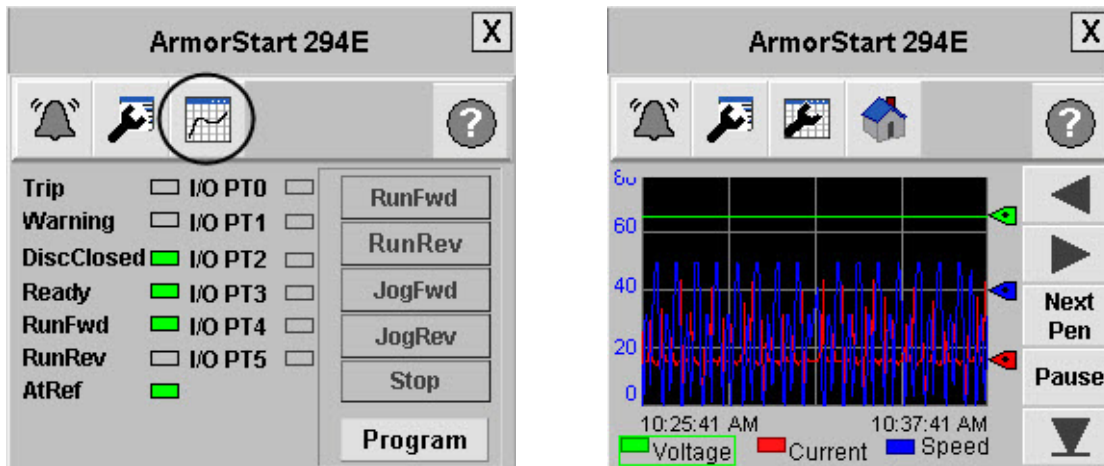 ArmorStart 294E X
?
Trip I/O PT0
Warning I/O PT1
DiscClosed I/O PT2
Ready I/O PT3
RunFwd I/O PT4
RunRev I/O PT5
AtRef
RunFwd
RunRev
JogFwd
JogRev
Stop
Program
ArmorStart 294E X
?
80
60
40
20
0
10:25:41 AM 10:37:41 AM
Voltage Current Speed
Next
Pen
Pause